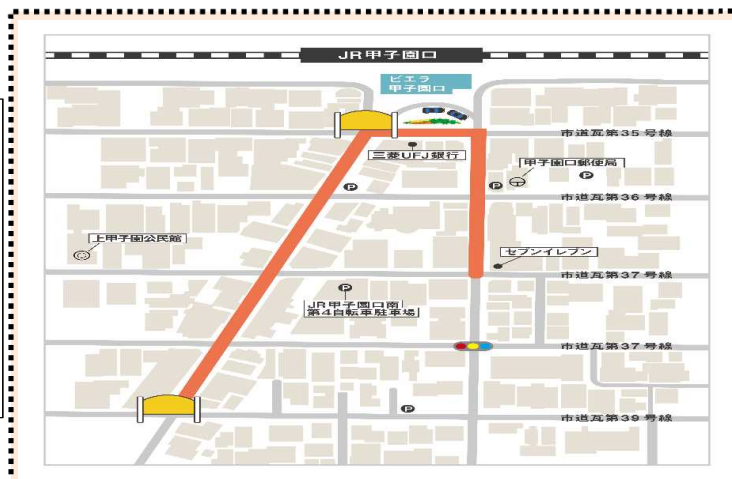 JR甲子園口
ビエラ
甲子園口
市道瓦第35号線
三菱UFJ銀行
甲子園口郵便局
P
P
P
市道瓦第36号線
上甲子園公民館
セブンイレブン
市道瓦第37号線
P
JR甲子園口南
第4自転車駐車場
市道瓦第37号線
P
市道瓦第39号線